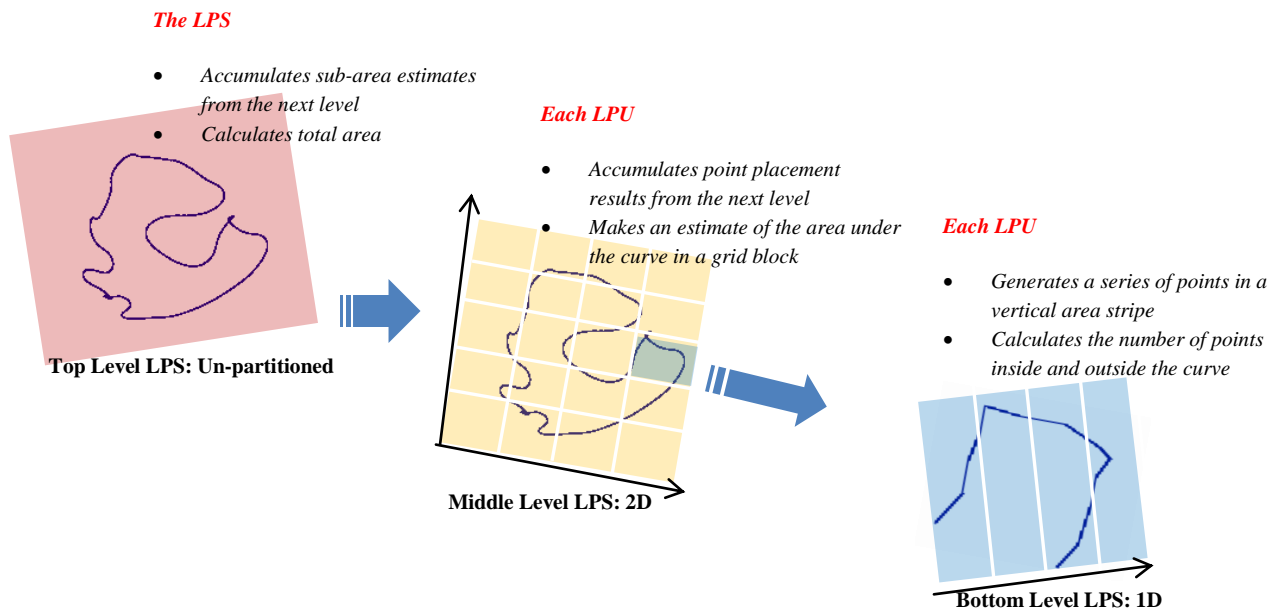 The LPS
• Accumulates sub-area estimates
from the next level
• Calculates total area
Top Level LPS: Un-partitioned
Each LPU
• Accumulates point placement
results from the next level
• Makes an estimate of the area under
the curve in a grid block
Middle Level LPS: 2D
Each LPU
• Generates a series of points in a
vertical area stripe
• Calculates the number of points
inside and outside the curve
Bottom Level LPS: 1D